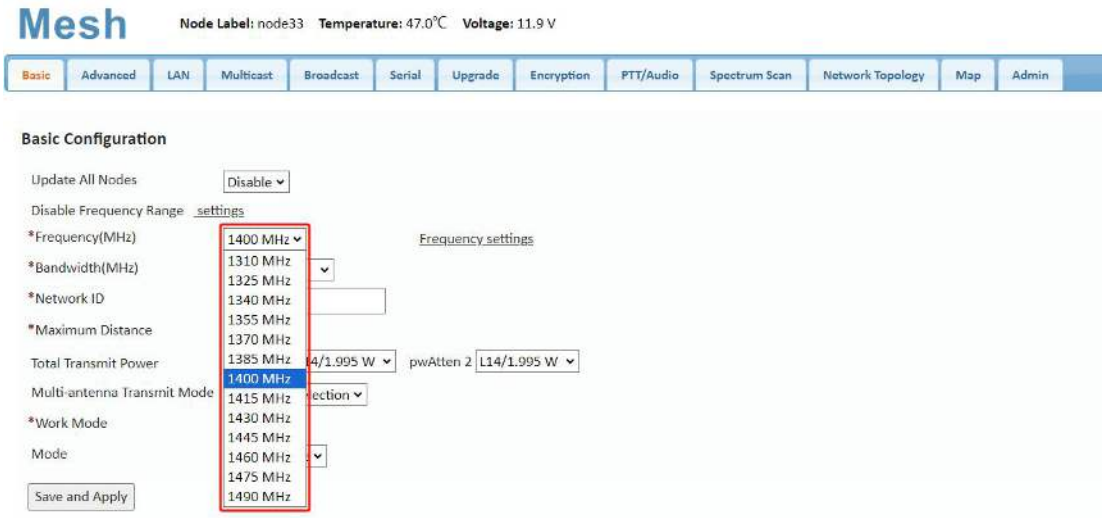 Mesh
Node Label: node33 Temperature: 47.0℃ Voltage: 11.9 V
Basic Advanced LAN Multicast Broadcast Serial Upgrade Encryption PTT/Audio Spectrum Scan Network Topology Map Admin
Basic Configuration
Update All Nodes Disable
Disable Frequency Range settings
*Frequency(MHz) 1400 MHz Frequency settings
1310 MHz
*Bandwidth(MHz)
1325 MHz
*Network ID 1340 MHz
1355 MHz
*Maximum Distance
1370 MHz
Total Transmit Power 1385 MHz 4/1.995 W pwAtten 2 L14/1.995 W
1400 MHz
Multi-antenna Transmit Mode 1415 MHz ection
*Work Mode 1430 MHz
1445 MHz
Mode 1460 MHz
1475 MHz
Save and Apply 1490 MHz